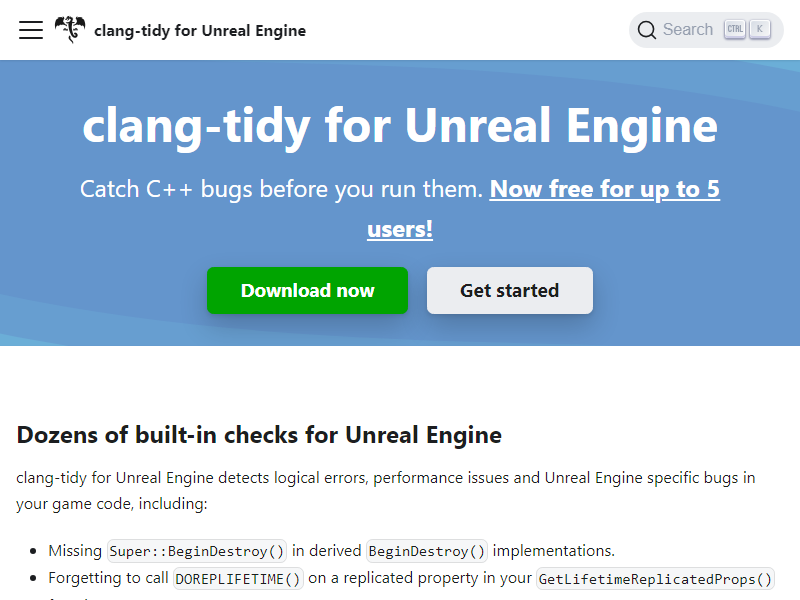 clang-tidy for Unreal Engine
Search CTRL K
clang-tidy for Unreal Engine
Catch C++ bugs before you run them. Now free for up to 5
users!
Download now Get started
Dozens of built-in checks for Unreal Engine
clang-tidy for Unreal Engine detects logical errors, performance issues and Unreal Engine specific bugs in
your game code, including:
Missing Super::BeginDestroy() in derived BeginDestroy() implementations.
Forgetting to call DOREPLIFETIME() on a replicated property in your GetLifetimeReplicatedProps()